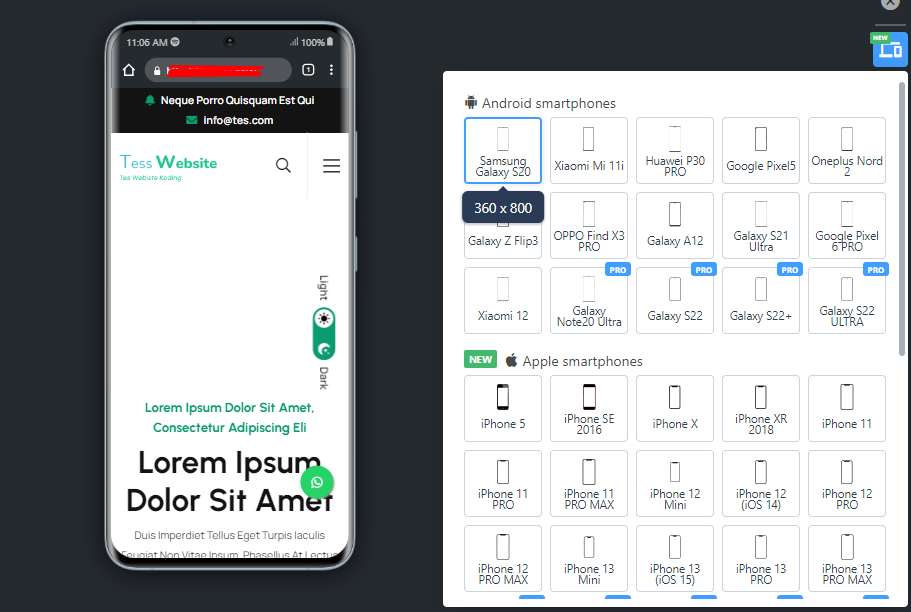 11:06 AM
100%
1
Neque Porro Quisquam Est Qui
info@tes.com
Tess Website
Tes Webiste Koding
Light
Dark
Lorem Ipsum Dolor Sit Amet,
Consectetur Adipiscing Eli
Lorem Ipsum
Dolor Sit Amet
Duis Imperdiet Tellus Eget Turpis Iaculis
Feugiat Non Vitae Ipsum. Phasellus At Lectus
NEW
Android smartphones
Samsung
Galaxy S20
Xiaomi Mi 11i
Huawei P30
PRO
Google Pixel5
Oneplus Nord
2
360 x 800
Galaxy Z Flip3
OPPO Find X3
PRO
Galaxy A12
Galaxy S21
Ultra
Google Pixel
6 PRO
Xiaomi 12
PRO
Galaxy
Note20 Ultra
PRO
Galaxy S22
PRO
Galaxy S22+
PRO
Galaxy S22
ULTRA
NEW
Apple smartphones
iPhone 5
iPhone SE
2016
iPhone X
iPhone XR
2018
iPhone 11
iPhone 11
PRO
iPhone 11
PRO MAX
iPhone 12
Mini
iPhone 12
(iOS 14)
iPhone 12
PRO
iPhone 12
PRO MAX
iPhone 13
Mini
iPhone 13
(iOS 15)
iPhone 13
PRO
iPhone 13
PRO MAX